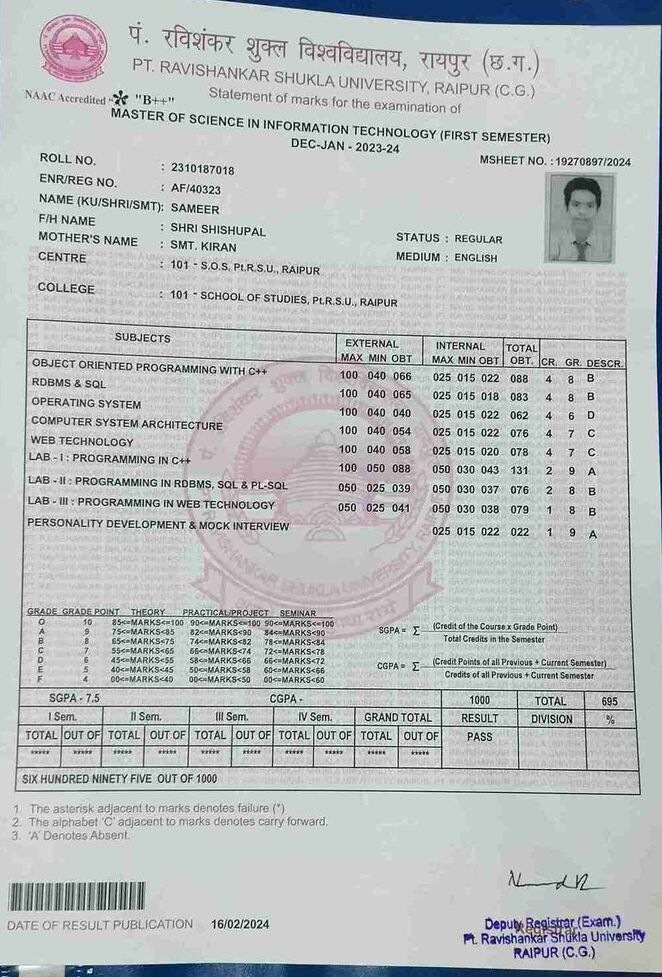 पं. रविशंकर शुक्ल विश्वविद्यालय, रायपुर (छ.ग.)
PT. RAVISHANKAR SHUKLA UNIVERSITY, RAIPUR (C.G.)
NAAC Accredited "B++"
Statement of marks for the examination of
MASTER OF SCIENCE IN INFORMATION TECHNOLOGY (FIRST SEMESTER)
DEC-JAN - 2023-24
MSHEET NO. :19270897/2024
ROLL NO. : 2310187018
ENR/REG NO. : AF/40323
NAME (KU/SHRI/SMT): SAMEER
F/H NAME : SHRI SHISHUPAL
MOTHER'S NAME : SMT. KIRAN
STATUS : REGULAR
MEDIUM : ENGLISH
CENTRE : 101 - S.O.S, Pt.R.S.U., RAIPUR
COLLEGE : 101 - SCHOOL OF STUDIES, Pt.R.S.U., RAIPUR
SUBJECTS EXTERNAL INTERNAL TOTAL
MAX MIN OBT MAX MIN OBT OBT. CR. GR. DESCR.
OBJECT ORIENTED PROGRAMMING WITH C++ 100 040 066 025 015 022 088 4 8 B
RDBMS & SQL 100 040 065 025 015 018 083 4 8 B
OPERATING SYSTEM 100 040 040 025 015 022 062 4 6 D
COMPUTER SYSTEM ARCHITECTURE 100 040 054 025 015 022 076 4 7 C
WEB TECHNOLOGY 100 040 058 025 015 020 078 4 7 C
LAB - I : PROGRAMMING IN C++ 100 050 088 050 030 043 131 2 9 A
LAB - II : PROGRAMMING IN RDBMS, SQL & PL-SQL 050 025 039 050 030 037 076 2 8 B
LAB - III : PROGRAMMING IN WEB TECHNOLOGY 050 025 041 050 030 038 079 1 8 B
PERSONALITY DEVELOPMENT & MOCK INTERVIEW 025 015 022 022 1 9 A
GRADE GRADE POINT THEORY PRACTICAL/PROJECT SEMINAR
O 10 85<=MARKS<=100 90<=MARKS<=100 90<=MARKS<=100
A 9 75<=MARKS<85 82<=MARKS<90 84<=MARKS<90
B 8 65<=MARKS<75 74<=MARKS<82 78<=MARKS<84
C 7 55<=MARKS<65 66<=MARKS<74 72<=MARKS<78
D 6 45<=MARKS<55 58<=MARKS<66 66<=MARKS<72
E 5 40<=MARKS<45 50<=MARKS<58 60<=MARKS<66
F 4 00<=MARKS<40 00<=MARKS<50 00<=MARKS<60
SGPA = Σ (Credit of the Course x Grade Point)
Total Credits in the Semester
CGPA = Σ (Credit Points of all Previous + Current Semester)
Credits of all Previous + Current Semester
SGPA - 7.5 CGPA - 1000 TOTAL 695
I Sem. II Sem. III Sem. IV Sem. GRAND TOTAL RESULT DIVISION %
TOTAL OUT OF TOTAL OUT OF TOTAL OUT OF TOTAL OUT OF TOTAL OUT OF PASS
***** ***** ***** ***** ***** ***** ***** ***** ***** *****
SIX HUNDRED NINETY FIVE OUT OF 1000
1. The asterisk adjacent to marks denotes failure (*)
2. The alphabet 'C' adjacent to marks denotes carry forward.
3. 'A' Denotes Absent.
DATE OF RESULT PUBLICATION 16/02/2024
Deputy Registrar (Exam.)
Registrar
Pt. Ravishankar Shukla University
RAIPUR (C.G.)